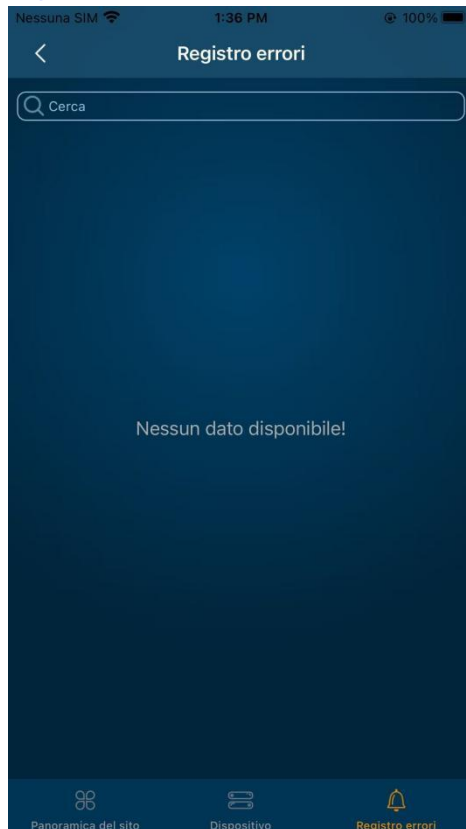 Nessuna SIM 1:36 PM 100%
Registro errori
Cerca
Nessun dato disponibile!
Panoramica del sito Dispositivo Registro errori